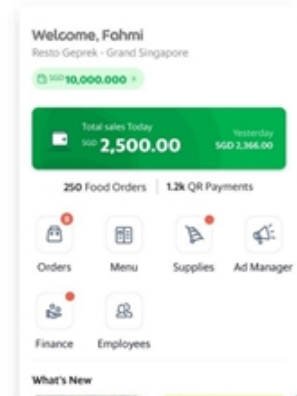 Welcome, Fahmi
Resto Geprek - Grand Singapore
SGD 10,000.000 >
Total sales Today
SGD 2,500.00
Yesterday
SGD 2,366.00
250 Food Orders | 1.2k QR Payments
Orders
Menu
Supplies
Ad Manager
Finance
Employees
What's New